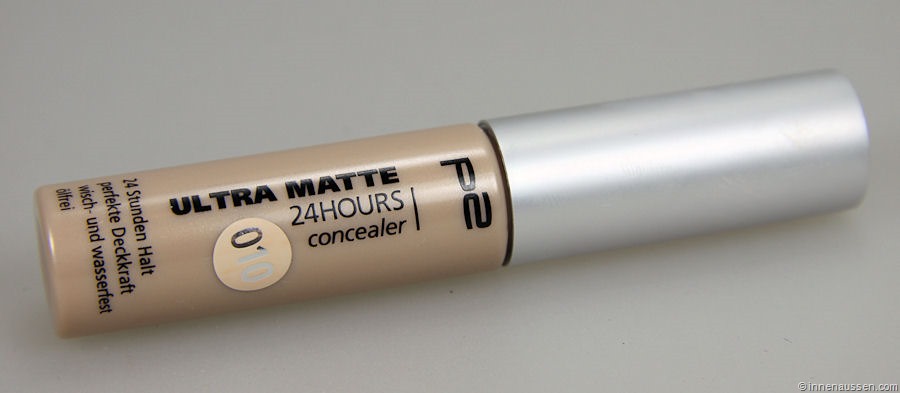 P2
ULTRA MATTE
24HOURS
concealer
010
24 Stunden Halt
perfekte Deckkraft
wisch- und wasserfest
ölfrei
© innenaussen.com